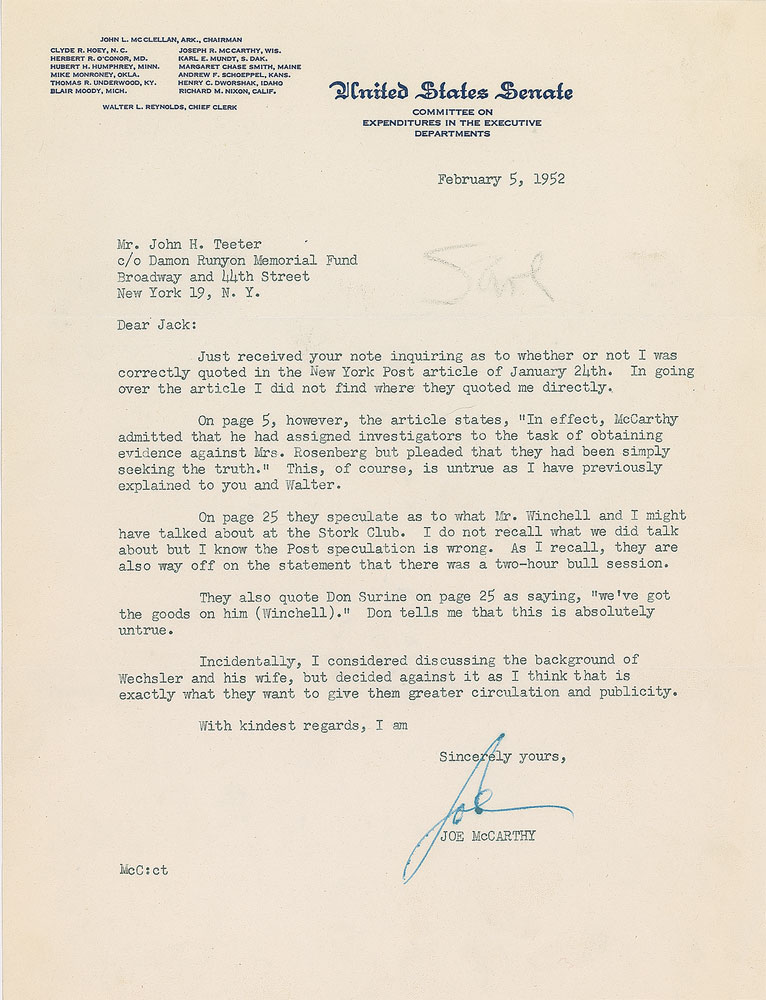 JOHN L. McCLELLAN, ARK., CHAIRMAN
CLYDE R. HOEY, N. C.
HERBERT R. O'CONOR, MD.
HUBERT H. HUMPHREY, MINN.
MIKE MONRONEY, OKLA.
THOMAS R. UNDERWOOD, KY.
BLAIR MOODY, MICH.
JOSEPH R. McCARTHY, WIS.
KARL E. MUNDT, S. DAK.
MARGARET CHASE SMITH, MAINE
ANDREW F. SCHOEPPEL, KANS.
HENRY C. DWORSHAK, IDAHO
RICHARD M. NIXON, CALIF.
WALTER L. REYNOLDS, CHIEF CLERK
United States Senate
COMMITTEE ON
EXPENDITURES IN THE EXECUTIVE
DEPARTMENTS
February 5, 1952
Mr. John H. Teeter
c/o Damon Runyon Memorial Fund
Broadway and 44th Street
New York 19, N. Y.
Dear Jack:
Just received your note inquiring as to whether or not I was
correctly quoted in the New York Post article of January 24th. In going
over the article I did not find where they quoted me directly.
On page 5, however, the article states, "In effect, McCarthy
admitted that he had assigned investigators to the task of obtaining
evidence against Mrs. Rosenberg but pleaded that they had been simply
seeking the truth." This, of course, is untrue as I have previously
explained to you and Walter.
On page 25 they speculate as to what Mr. Winchell and I might
have talked about at the Stork Club. I do not recall what we did talk
about but I know the Post speculation is wrong. As I recall, they are
also way off on the statement that there was a two-hour bull session.
They also quote Don Surine on page 25 as saying, "we've got
the goods on him (Winchell)." Don tells me that this is absolutely
untrue.
Incidentally, I considered discussing the background of
Wechsler and his wife, but decided against it as I think that is
exactly what they want to give them greater circulation and publicity.
With kindest regards, I am
Sincerely yours,
Joe
JOE McCARTHY
McC:ct